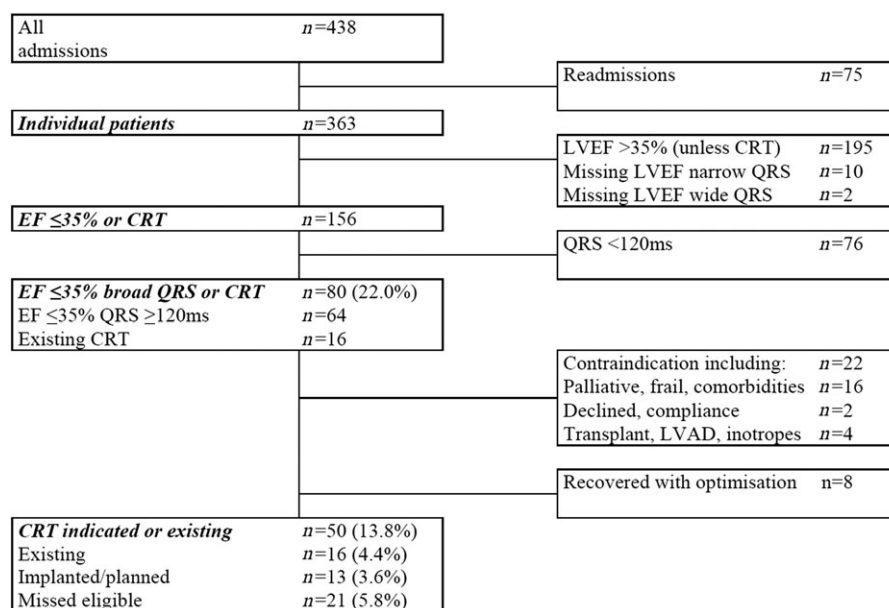 All n=438
admissions
Readmissions n=75
Individual patients n=363
LVEF >35% (unless CRT) n=195
Missing LVEF narrow QRS n=10
Missing LVEF wide QRS n=2
EF ≤35% or CRT n=156
QRS <120ms n=76
EF ≤35% broad QRS or CRT n=80 (22.0%)
EF ≤35% QRS ≥120ms n=64
Existing CRT n=16
Contraindication including: n=22
Palliative, frail, comorbidities n=16
Declined, compliance n=2
Transplant, LVAD, inotropes n=4
Recovered with optimisation n=8
CRT indicated or existing n=50 (13.8%)
Existing n=16 (4.4%)
Implanted/planned n=13 (3.6%)
Missed eligible n=21 (5.8%)